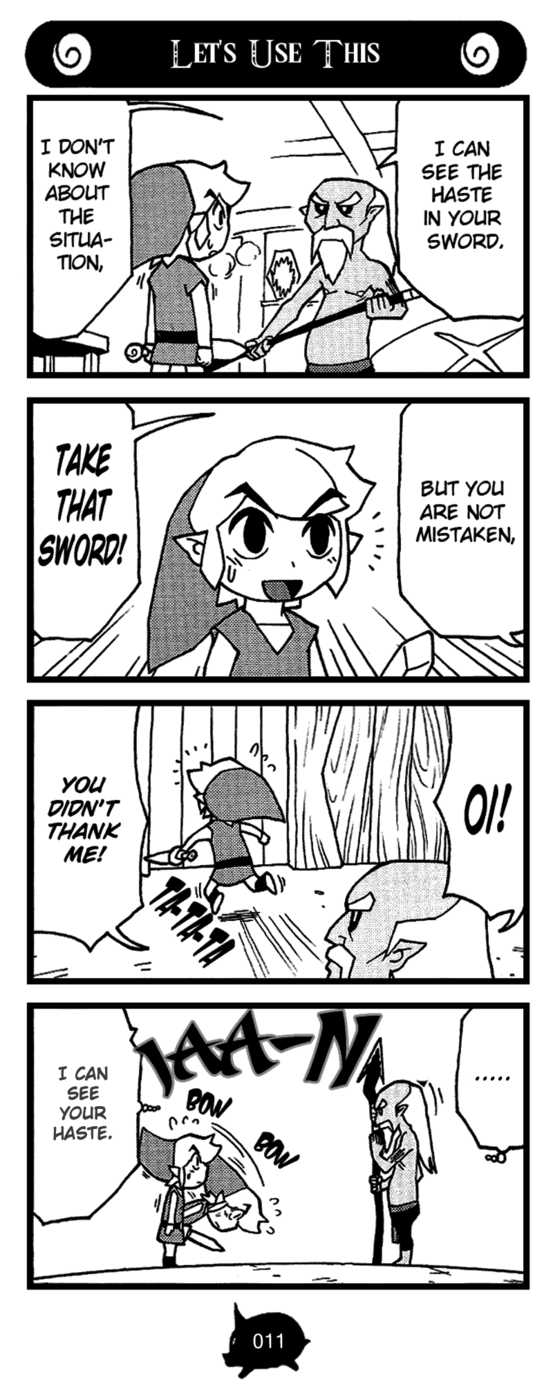 Let's Use This
I CAN
SEE THE
HASTE
IN YOUR
SWORD.
I DON'T
KNOW
ABOUT
THE
SITUA-
TION,
BUT YOU
ARE NOT
MISTAKEN,
TAKE
THAT
SWORD!
OI!
YOU
DIDN'T
THANK
ME!
TA-TA-TA
JAA-N
.....
BOW
BOW
I CAN
SEE
YOUR
HASTE.
011